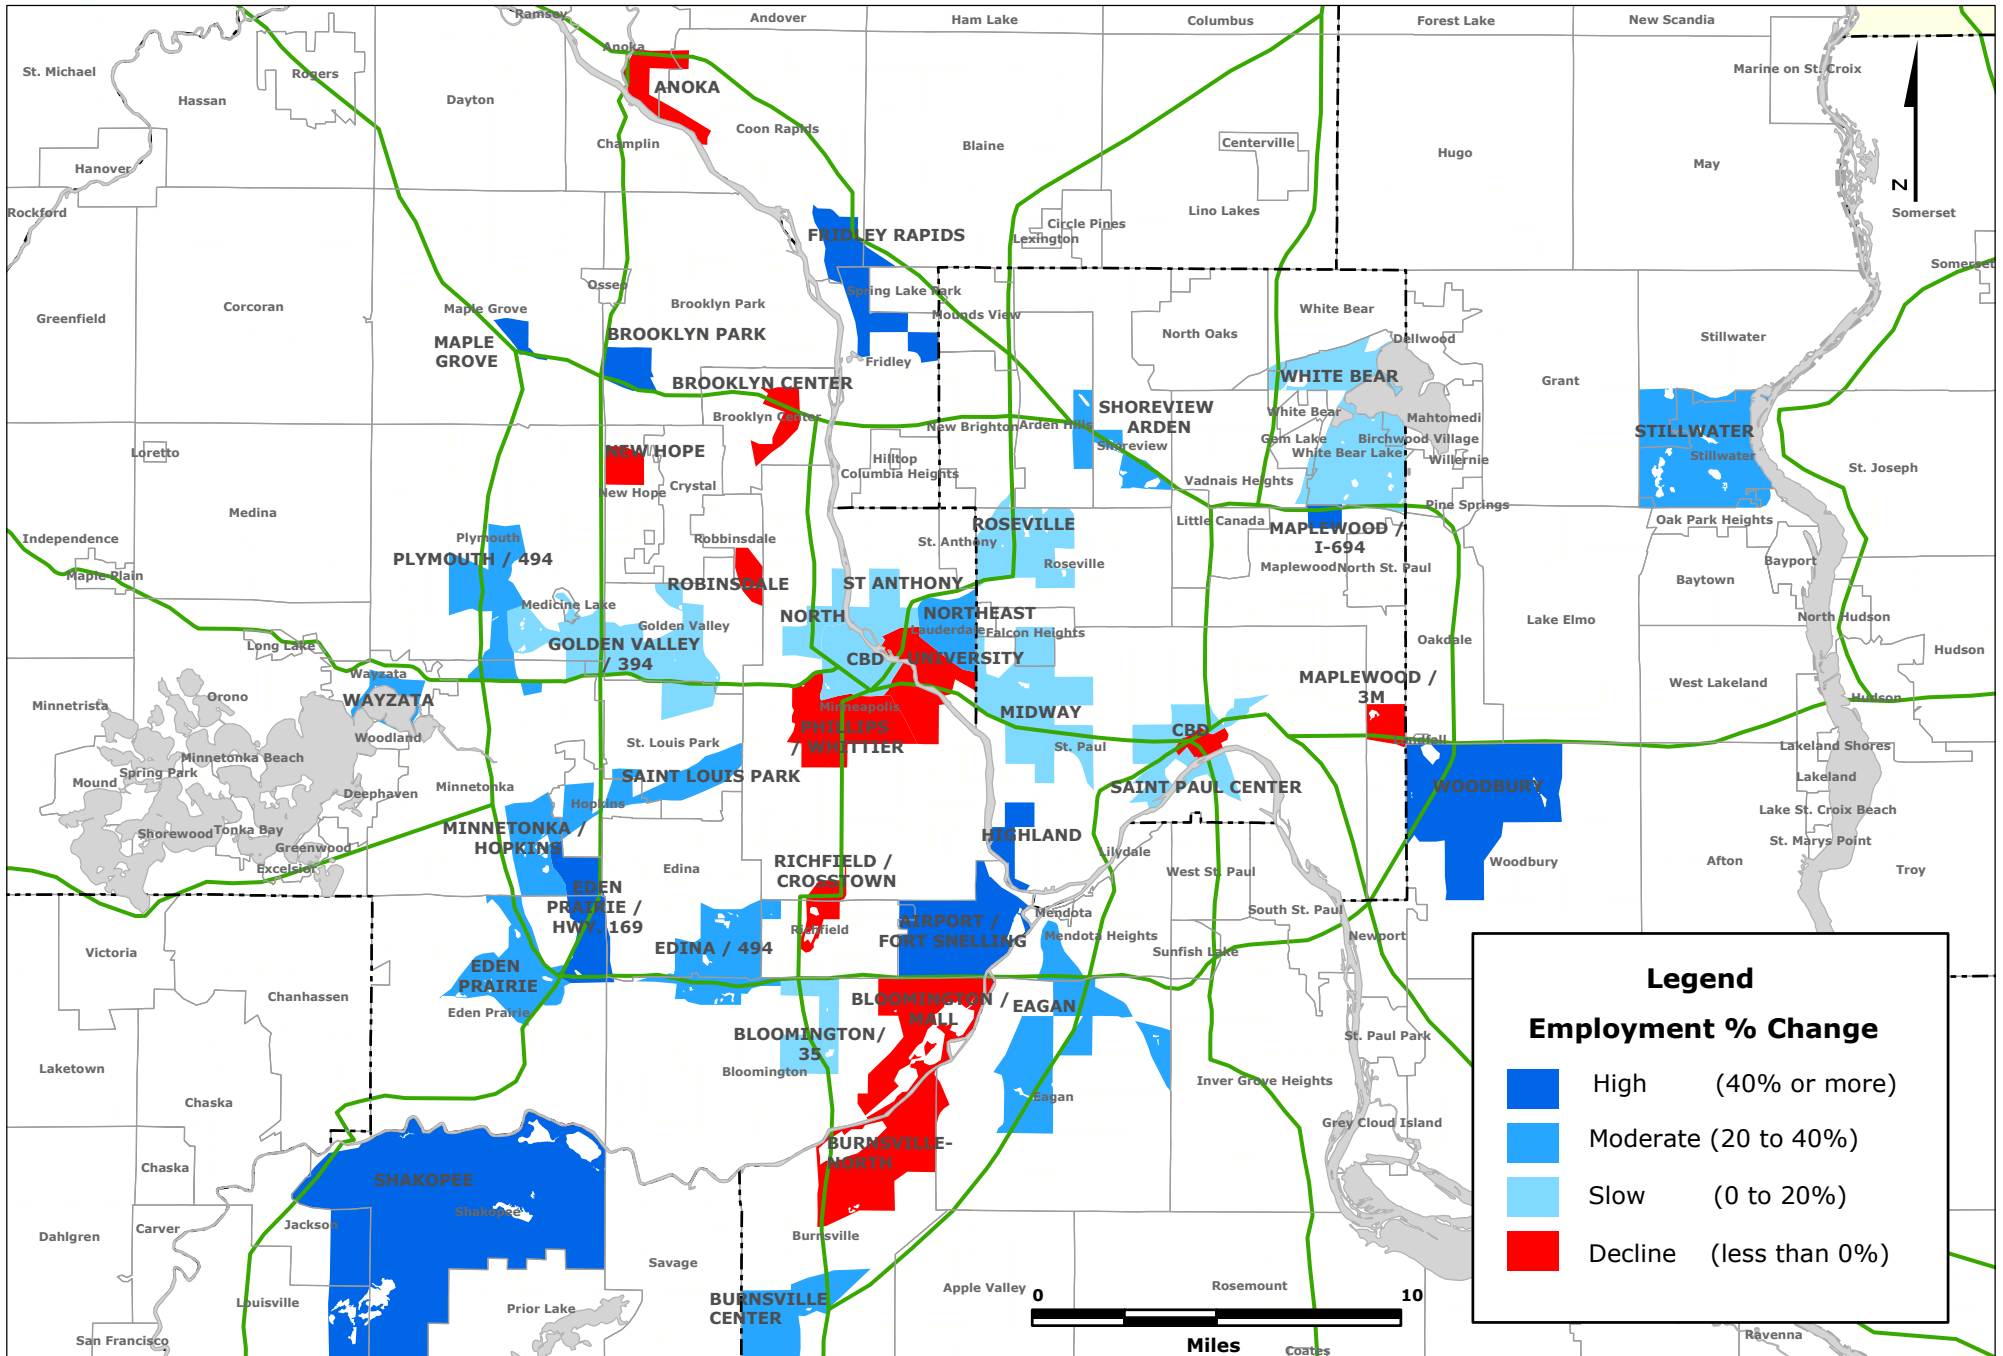 Ramsey
Andover
Ham Lake
Columbus
Forest Lake
New Scandia
Anoka
St. Michael
Rogers
Marine on St. Croix
ANOKA
Hassan
Dayton
Coon Rapids
Champlin
Blaine
Centerville
Hugo
May
Hanover
N
Rockford
Lino Lakes
Somerset
Circle Pines
FRIDLEY RAPIDS
Lexington
Somerset
Osseo
Spring Lake Park
Corcoran
Maple Grove
Brooklyn Park
White Bear
Greenfield
Mounds View
BROOKLYN PARK
North Oaks
Dellwood
Stillwater
MAPLE
GROVE
Fridley
WHITE BEAR
Grant
BROOKLYN CENTER
SHOREVIEW
ARDEN
White Bear
Mahtomedi
Brooklyn Center
New Brighton
Arden Hills
STILLWATER
Shoreview
Gem Lake
Birchwood Village
Loretto
NEW HOPE
Hilltop
White Bear Lake
Willernie
Stillwater
St. Joseph
Columbia Heights
Vadnais Heights
Crystal
New Hope
Pine Springs
Medina
ROSEVILLE
Little Canada
Oak Park Heights
MAPLEWOOD /
I-694
Independence
Plymouth
Robbinsdale
St. Anthony
PLYMOUTH / 494
Roseville
Maplewood
North St. Paul
Bayport
Maple Plain
ROBINSDALE
ST ANTHONY
Baytown
Medicine Lake
NORTH
NORTHEAST
North Hudson
Golden Valley
Lauderdale
Falcon Heights
Oakdale
Lake Elmo
Long Lake
GOLDEN VALLEY
/ 394
CBD
UNIVERSITY
Hudson
Wayzata
MAPLEWOOD /
3M
West Lakeland
Orono
WAYZATA
Hudson
Minnetrista
Minneapolis
MIDWAY
Woodland
St. Louis Park
PHILLIPS
/ WHITTIER
CBD
St. Paul
Lakeland Shores
Minnetonka Beach
Spring Park
Mound
SAINT LOUIS PARK
Lakeland
Minnetonka
SAINT PAUL CENTER
WOODBURY
Deephaven
Hopkins
Lake St. Croix Beach
Shorewood
Tonka Bay
MINNETONKA /
HOPKINS
HIGHLAND
St. Marys Point
Greenwood
Lilydale
RICHFIELD /
CROSSTOWN
Woodbury
Afton
Troy
Excelsior
Edina
West St. Paul
EDEN
PRAIRIE /
HWY. 169
South St. Paul
Mendota
AIRPORT /
FORT SNELLING
Richfield
Mendota Heights
Newport
Victoria
EDINA / 494
Sunfish Lake
EDEN
PRAIRIE
Chanhassen
BLOOMINGTON /
MALL
EAGAN
Eden Prairie
BLOOMINGTON/
35
St. Paul Park
Laketown
Bloomington
Inver Grove Heights
Chaska
Eagan
Grey Cloud Island
BURNSVILLE-
NORTH
Chaska
SHAKOPEE
Shakopee
Carver
Jackson
Dahlgren
Burnsville
Savage
Apple Valley
Rosemount
Louisville
BURNSVILLE
CENTER
Prior Lake
San Francisco
Ravenna
Coates
0 10
Miles
Legend
Employment % Change
High (40% or more)
Moderate (20 to 40%)
Slow (0 to 20%)
Decline (less than 0%)